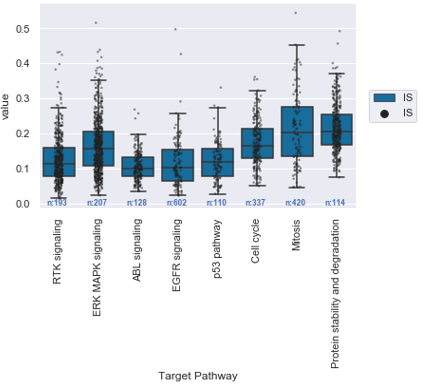 0.5
0.4
0.3
0.2
0.1
0.0
value
n:193 n:207 n:128 n:602 n:110 n:337 n:420 n:114
RTK signaling
ERK MAPK signaling
ABL signaling
EGFR signaling
p53 pathway
Cell cycle
Mitosis
Protein stability and degradation
Target Pathway
IS
IS